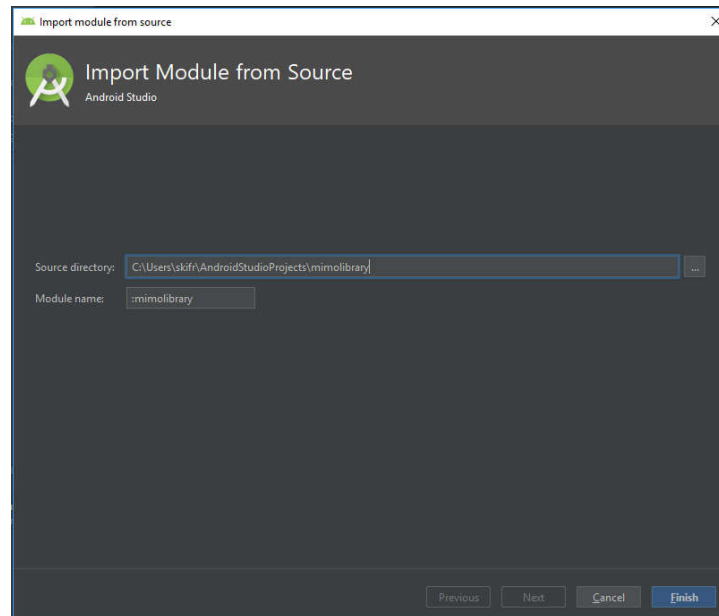 Import module from source
Import Module from Source
Android Studio
Source directory: C:\Users\skifr\AndroidStudioProjects\mimolibrary ...
Module name: :mimolibrary
Previous Next Cancel Finish